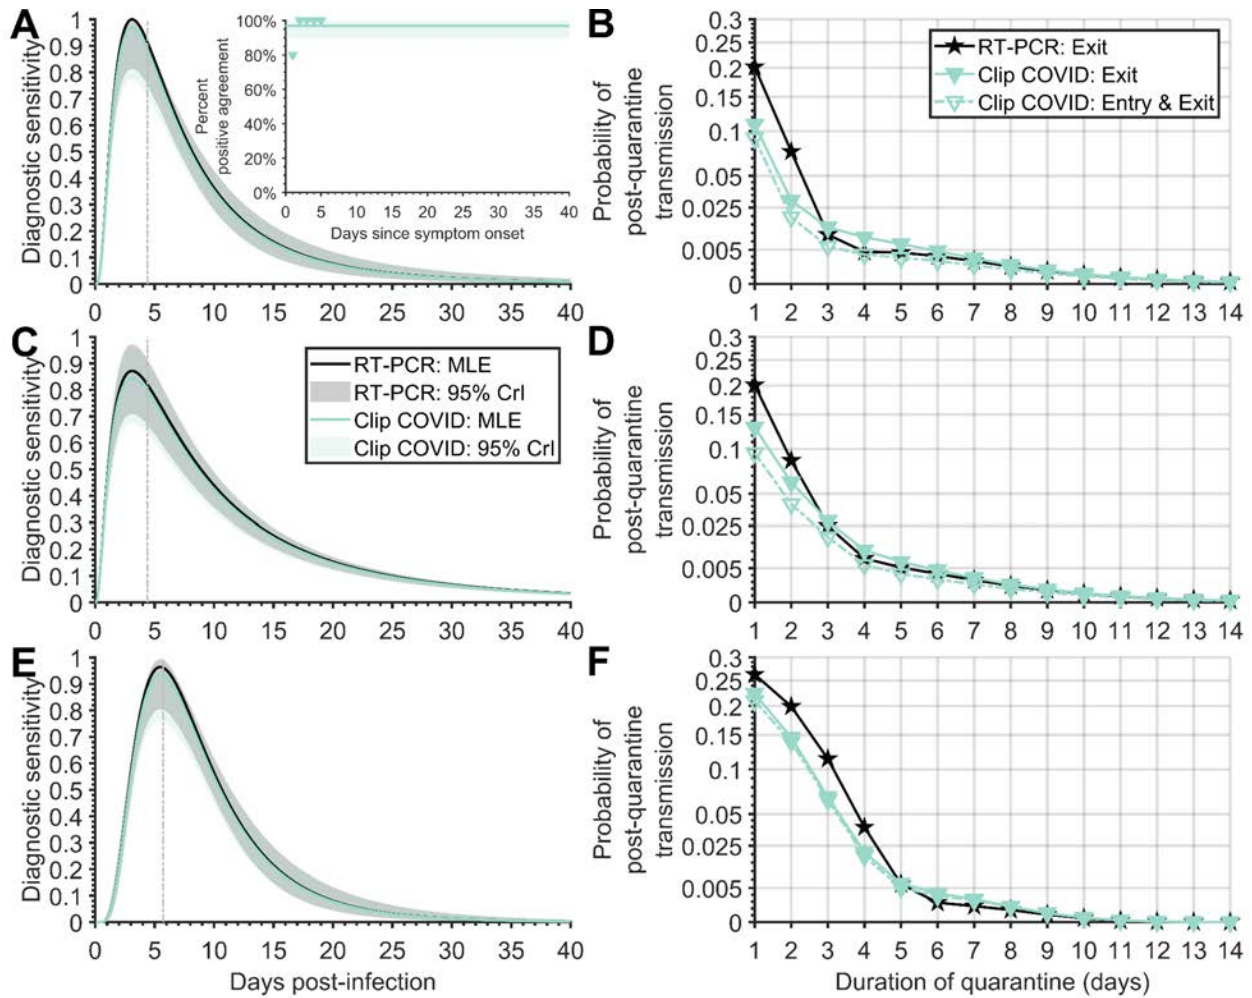 A
1
0.9
0.8
0.7
0.6
0.5
0.4
0.3
0.2
0.1
0
Diagnostic sensitivity
0 5 10 15 20 25 30 35 40
100%
80%
60%
40%
20%
0%
Percent
positive agreement
0 5 10 15 20 25 30 35 40
Days since symptom onset
B
0.3
0.25
0.2
0.15
0.1
0.05
0.025
0.005
0
Probability of
post-quarantine
transmission
RT-PCR: Exit
Clip COVID: Exit
Clip COVID: Entry & Exit
1 2 3 4 5 6 7 8 9 10 11 12 13 14
C
1
0.9
0.8
0.7
0.6
0.5
0.4
0.3
0.2
0.1
0
Diagnostic sensitivity
RT-PCR: MLE
RT-PCR: 95% CrI
Clip COVID: MLE
Clip COVID: 95% CrI
0 5 10 15 20 25 30 35 40
D
0.3
0.25
0.2
0.15
0.1
0.05
0.025
0.005
0
Probability of
post-quarantine
transmission
1 2 3 4 5 6 7 8 9 10 11 12 13 14
E
1
0.9
0.8
0.7
0.6
0.5
0.4
0.3
0.2
0.1
0
Diagnostic sensitivity
0 5 10 15 20 25 30 35 40
Days post-infection
F
0.3
0.25
0.2
0.15
0.1
0.05
0.025
0.005
0
Probability of
post-quarantine
transmission
1 2 3 4 5 6 7 8 9 10 11 12 13 14
Duration of quarantine (days)